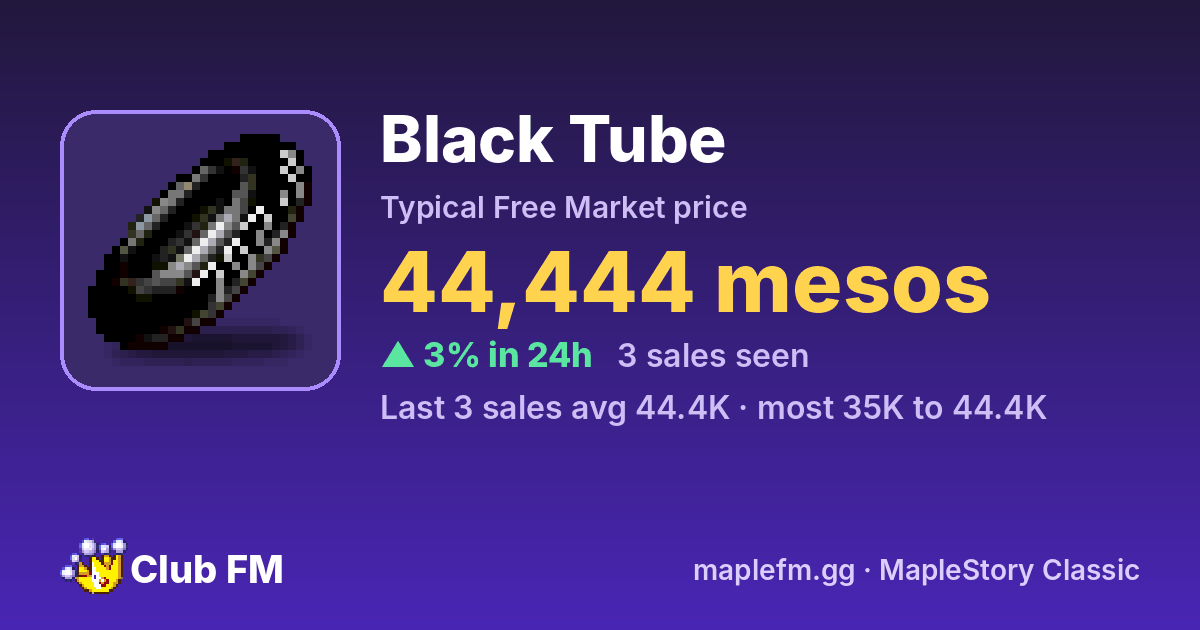 Black Tube
Typical Free Market price
44,444 mesos
▲ 3% in 24h 3 sales seen
Last 3 sales avg 44.4K · most 35K to 44.4K
Club FM
maplefm.gg · MapleStory Classic